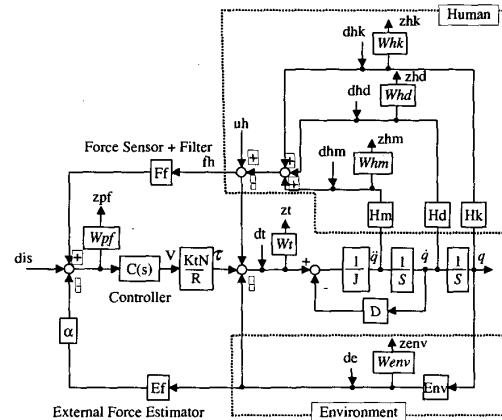 Human
zhk
dhk
Whk
zhd
dhd
Whd
uh
zhm
dhm
Whm
Force Sensor + Filter
fh
Ff
+
+
+
+
zpf
zt
Hm
Hd
Hk
Wpf
dt
Wt
dis
+
C(s)
V
KtN
R
τ
+
1
J
q̈
1
S
q̇
1
S
q
Controller
-
D
α
zenv
de
Wenv
Ef
Env
External Force Estimator
Environment